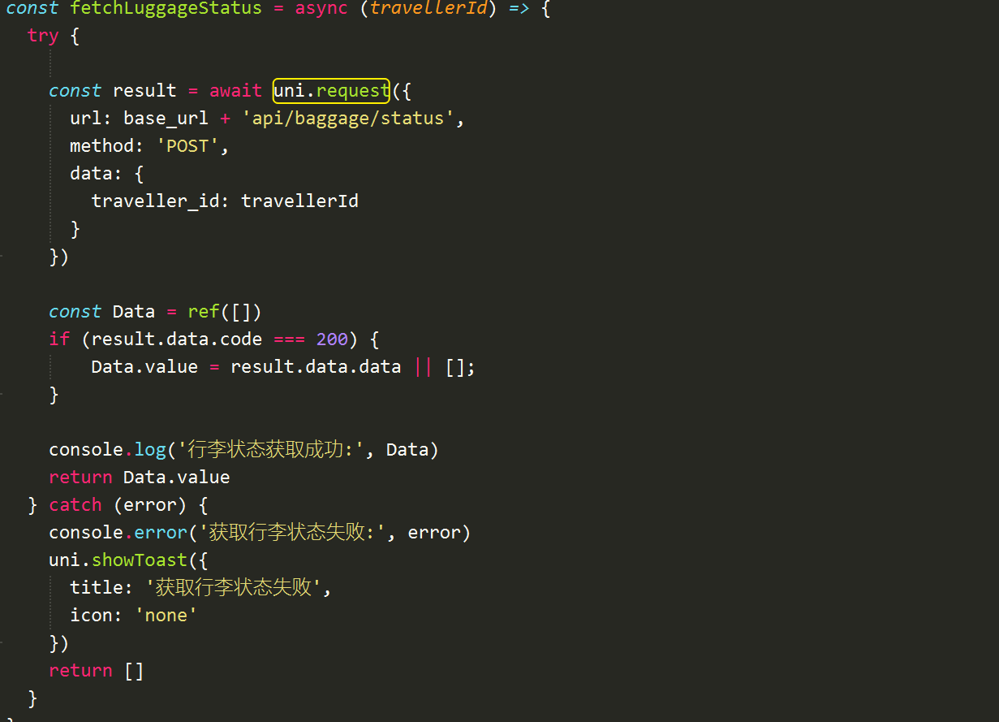 const fetchLuggageStatus = async (travellerId) => {
try {
const result = await uni.request({
url: base_url + 'api/baggage/status',
method: 'POST',
data: {
traveller_id: travellerId
}
})
const Data = ref([])
if (result.data.code === 200) {
Data.value = result.data.data || [];
}
console.log('行李状态获取成功:', Data)
return Data.value
} catch (error) {
console.error('获取行李状态失败:', error)
uni.showToast({
title: '获取行李状态失败',
icon: 'none'
})
return []
}